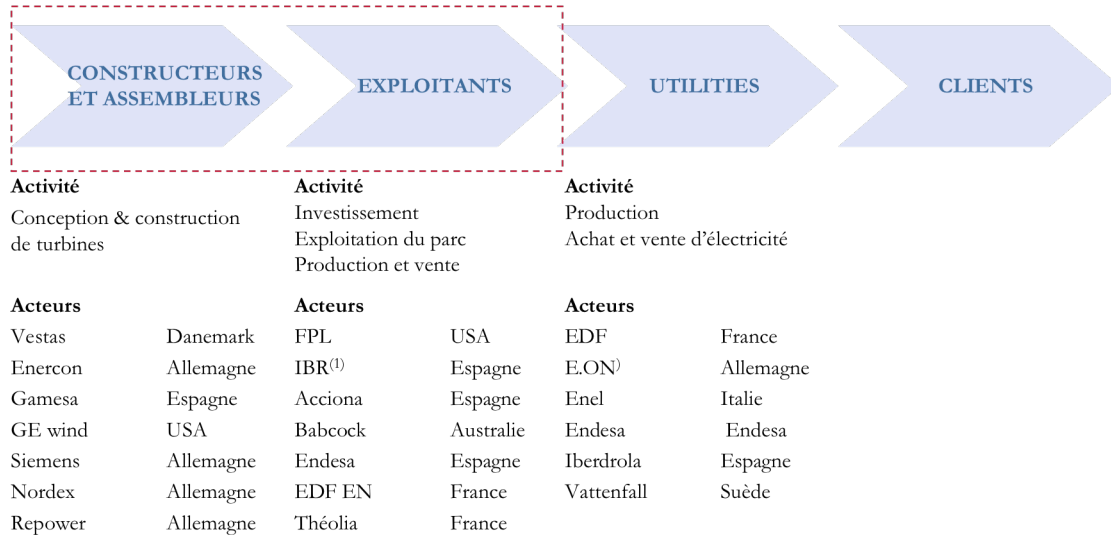 CONSTRUCTEURS
ET ASSEMBLEURS
EXPLOITANTS
UTILITIES
CLIENTS
Activité
Conception & construction
de turbines
Acteurs
Vestas Danemark
Enercon Allemagne
Gamesa Espagne
GE wind USA
Siemens Allemagne
Nordex Allemagne
Repower Allemagne
Activité
Investissement
Exploitation du parc
Production et vente
Acteurs
FPL USA
IBR(1) Espagne
Acciona Espagne
Babcock Australie
Endesa Espagne
EDF EN France
Théolia France
Activité
Production
Achat et vente d'électricité
Acteurs
EDF France
E.ON) Allemagne
Enel Italie
Endesa Endesa
Iberdrola Espagne
Vattenfall Suède